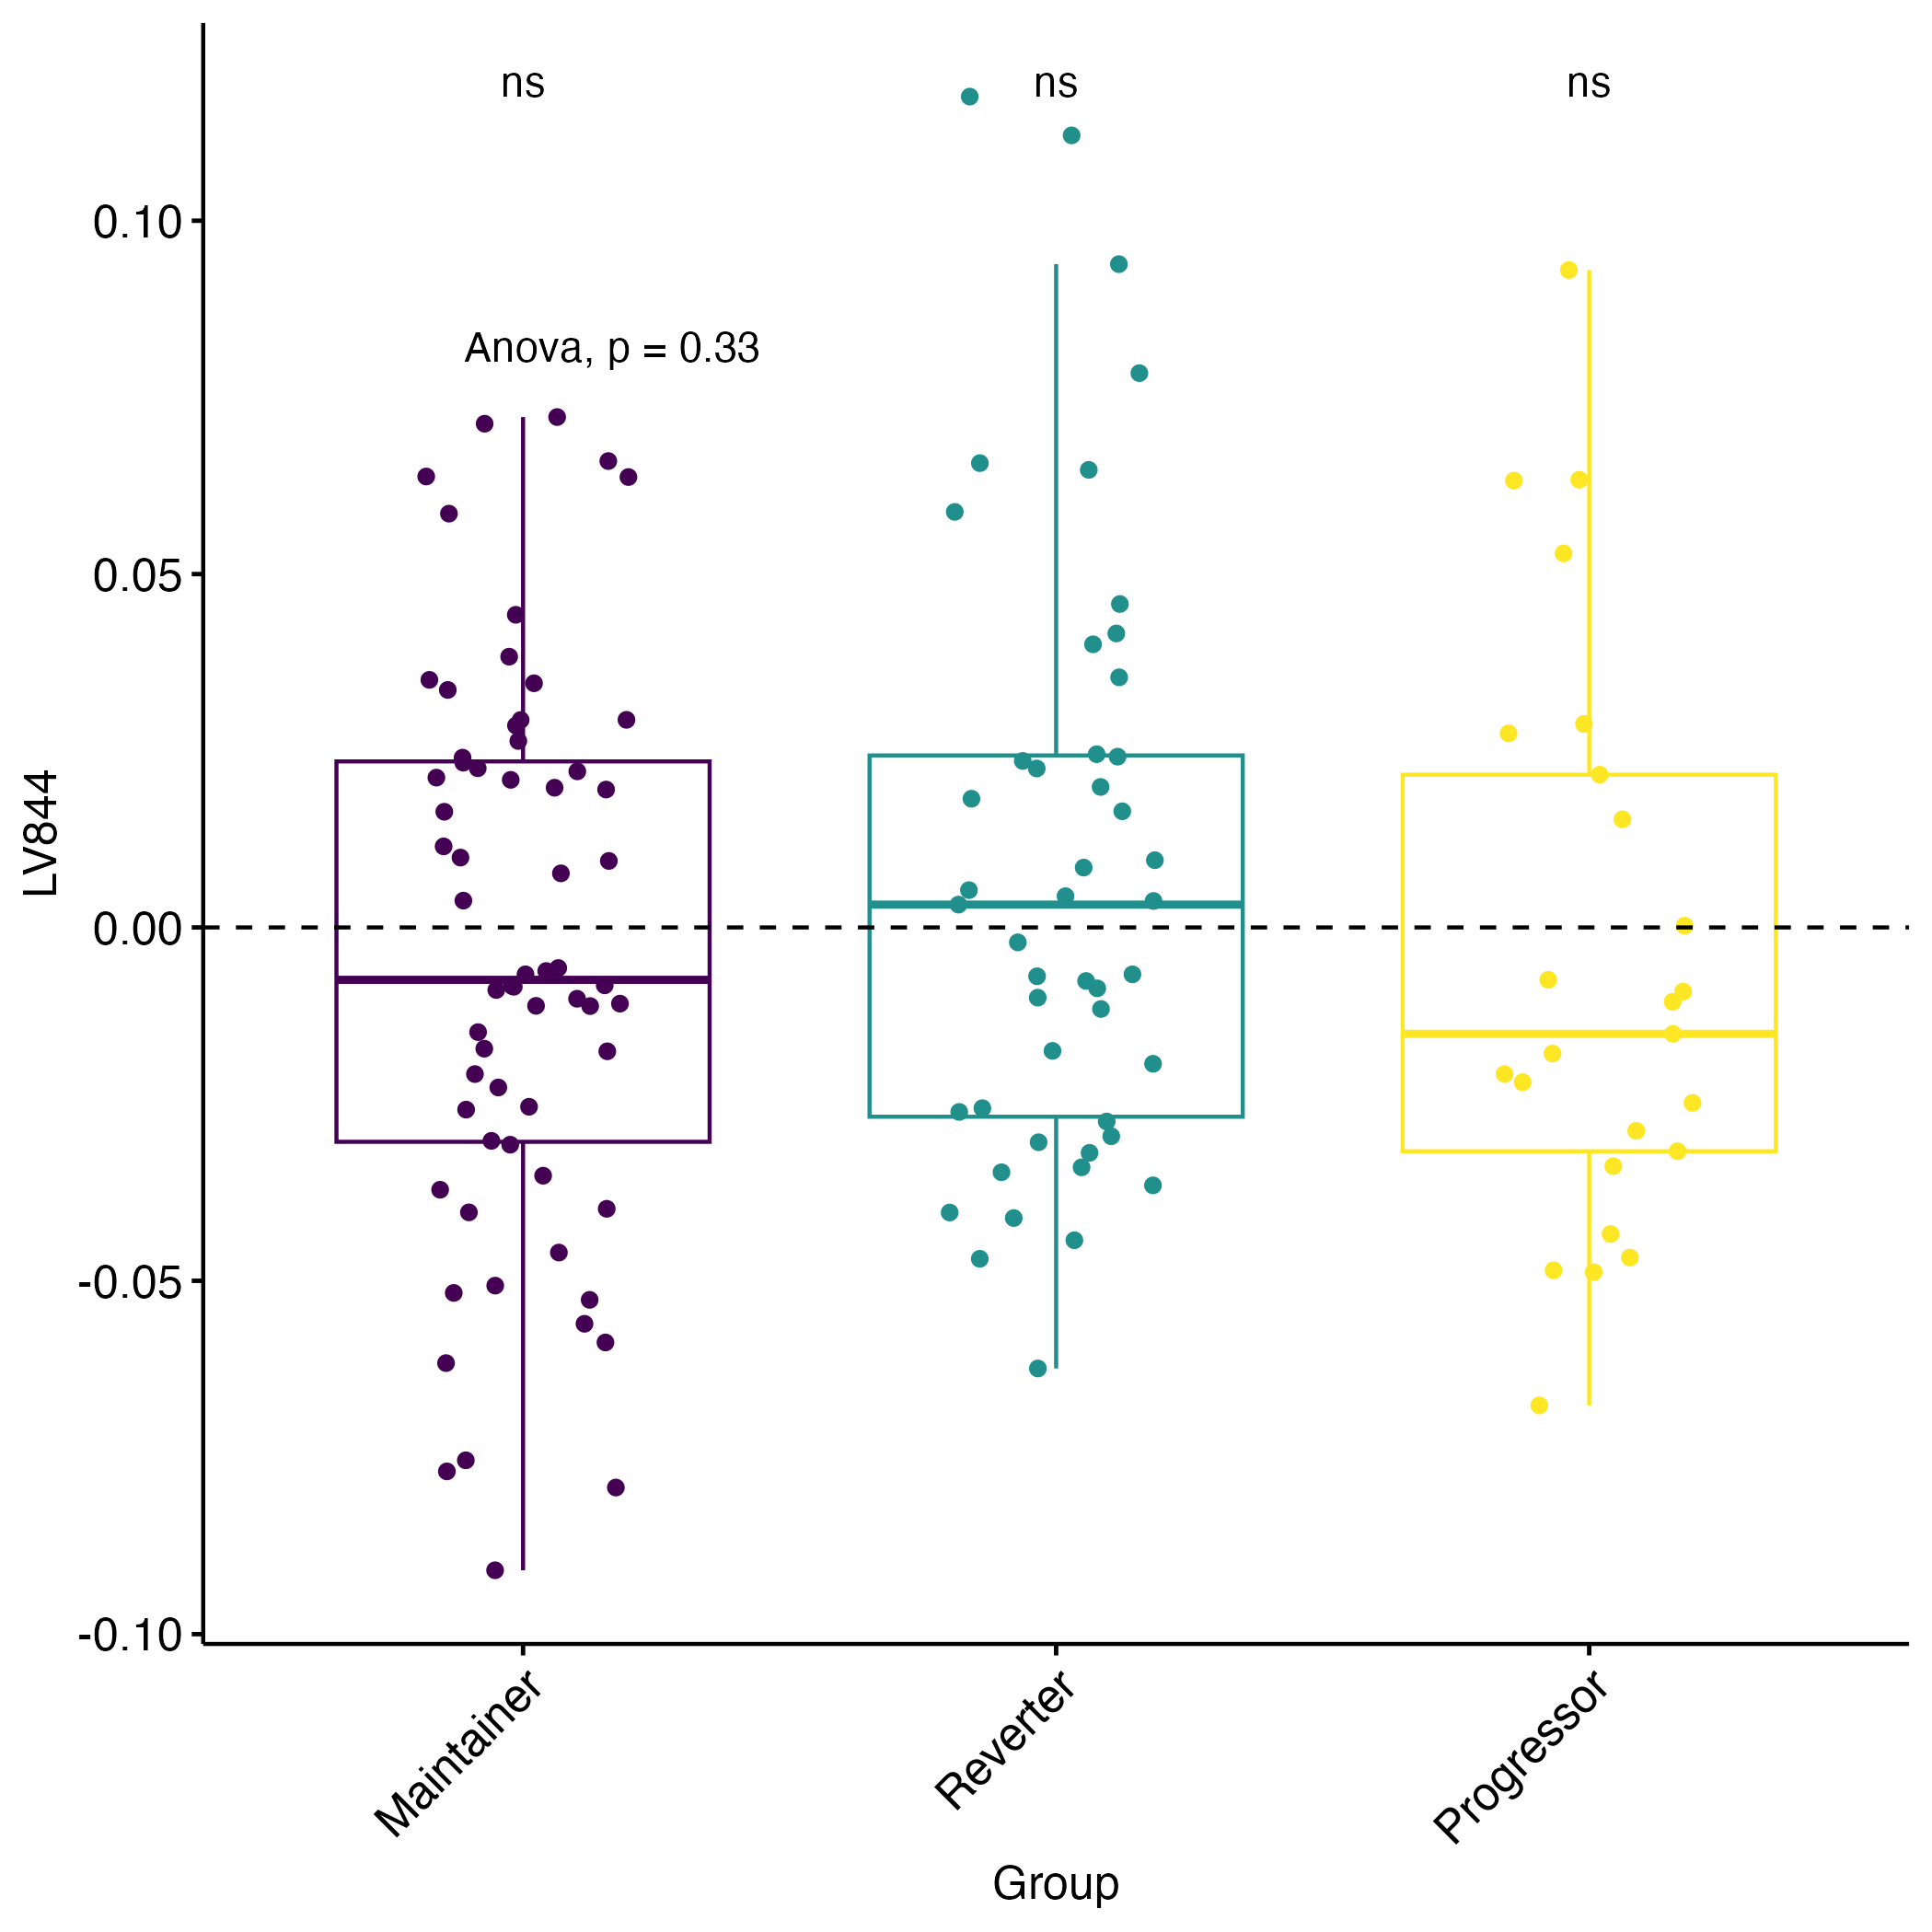 ns ns ns
0.10
Anova, p = 0.33
0.05
LV844
0.00
-0.05
-0.10
Maintainer Reverter Progressor
Group